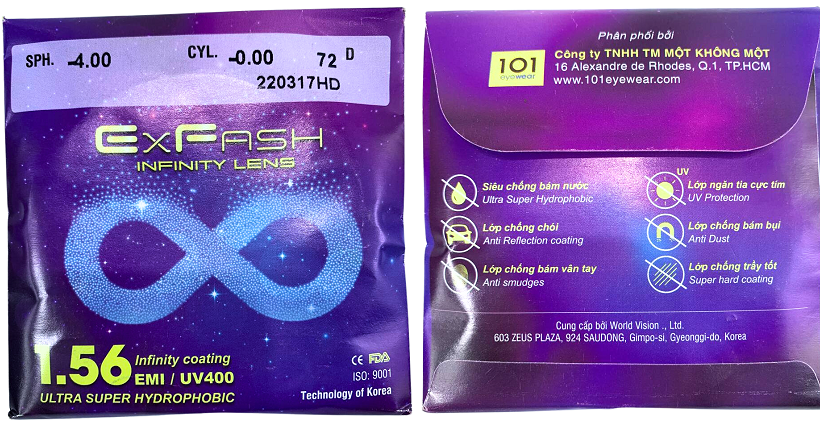 SPH. -4.00 CYL. -0.00 72 D
220317HD
EXFASH
INFINITY LENS
1.56 Infinity coating
EMI / UV400
ULTRA SUPER HYDROPHOBIC
CE FDA
ISO: 9001
Technology of Korea
Phân phối bởi
101
eyewear
Công ty TNHH TM MỘT KHÔNG MỘT
16 Alexandre de Rhodes, Q.1, TP.HCM
www.101eyewear.com
Siêu chống bám nước
Ultra Super Hydrophobic
UV
Lớp ngăn tia cực tím
UV Protection
Lớp chống chói
Anti Reflection coating
Lớp chống bám bụi
Anti Dust
Lớp chống bám vân tay
Anti smudges
Lớp chống trầy tốt
Super hard coating
Cung cấp bởi World Vision ., Ltd.
603 ZEUS PLAZA, 924 SAUDONG, Gimpo-si, Gyeonggi-do, Korea